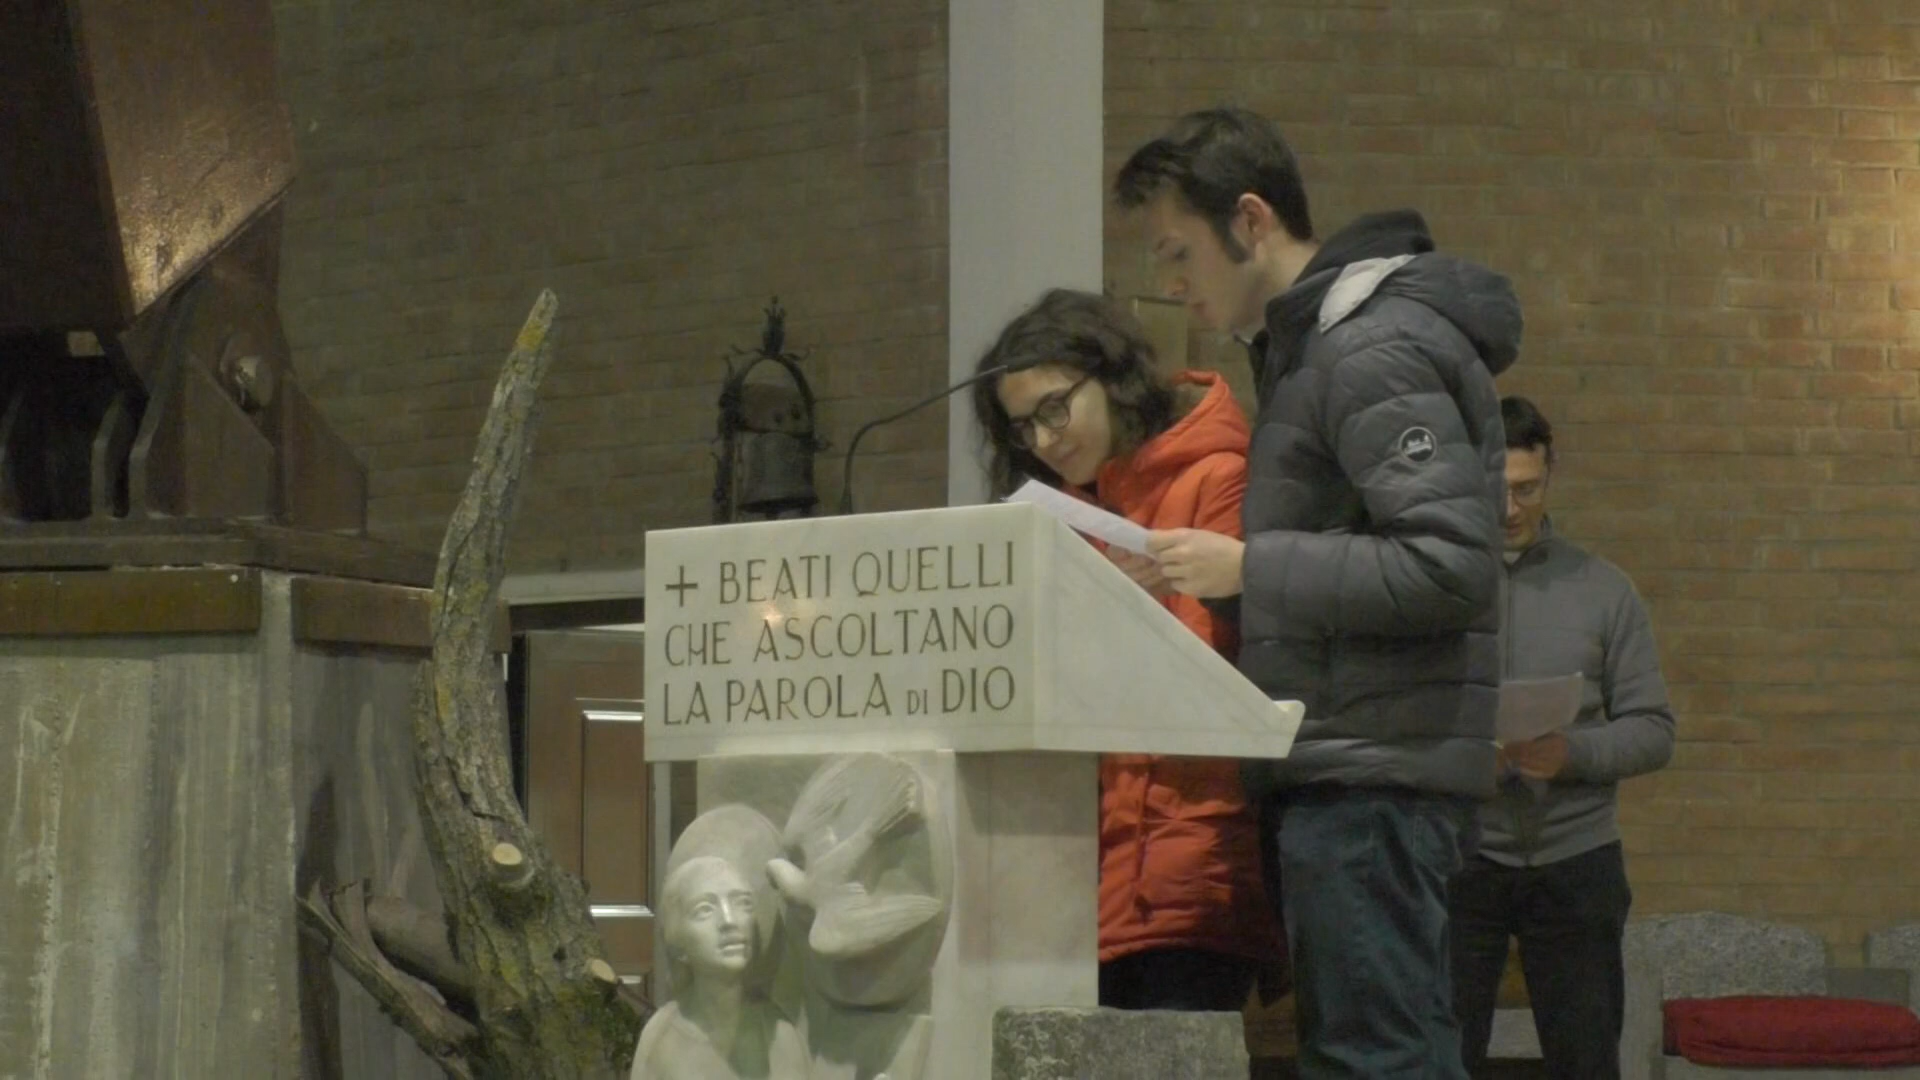 + BEATI QUELLI
CHE ASCOLTANO
LA PAROLA DI DIO